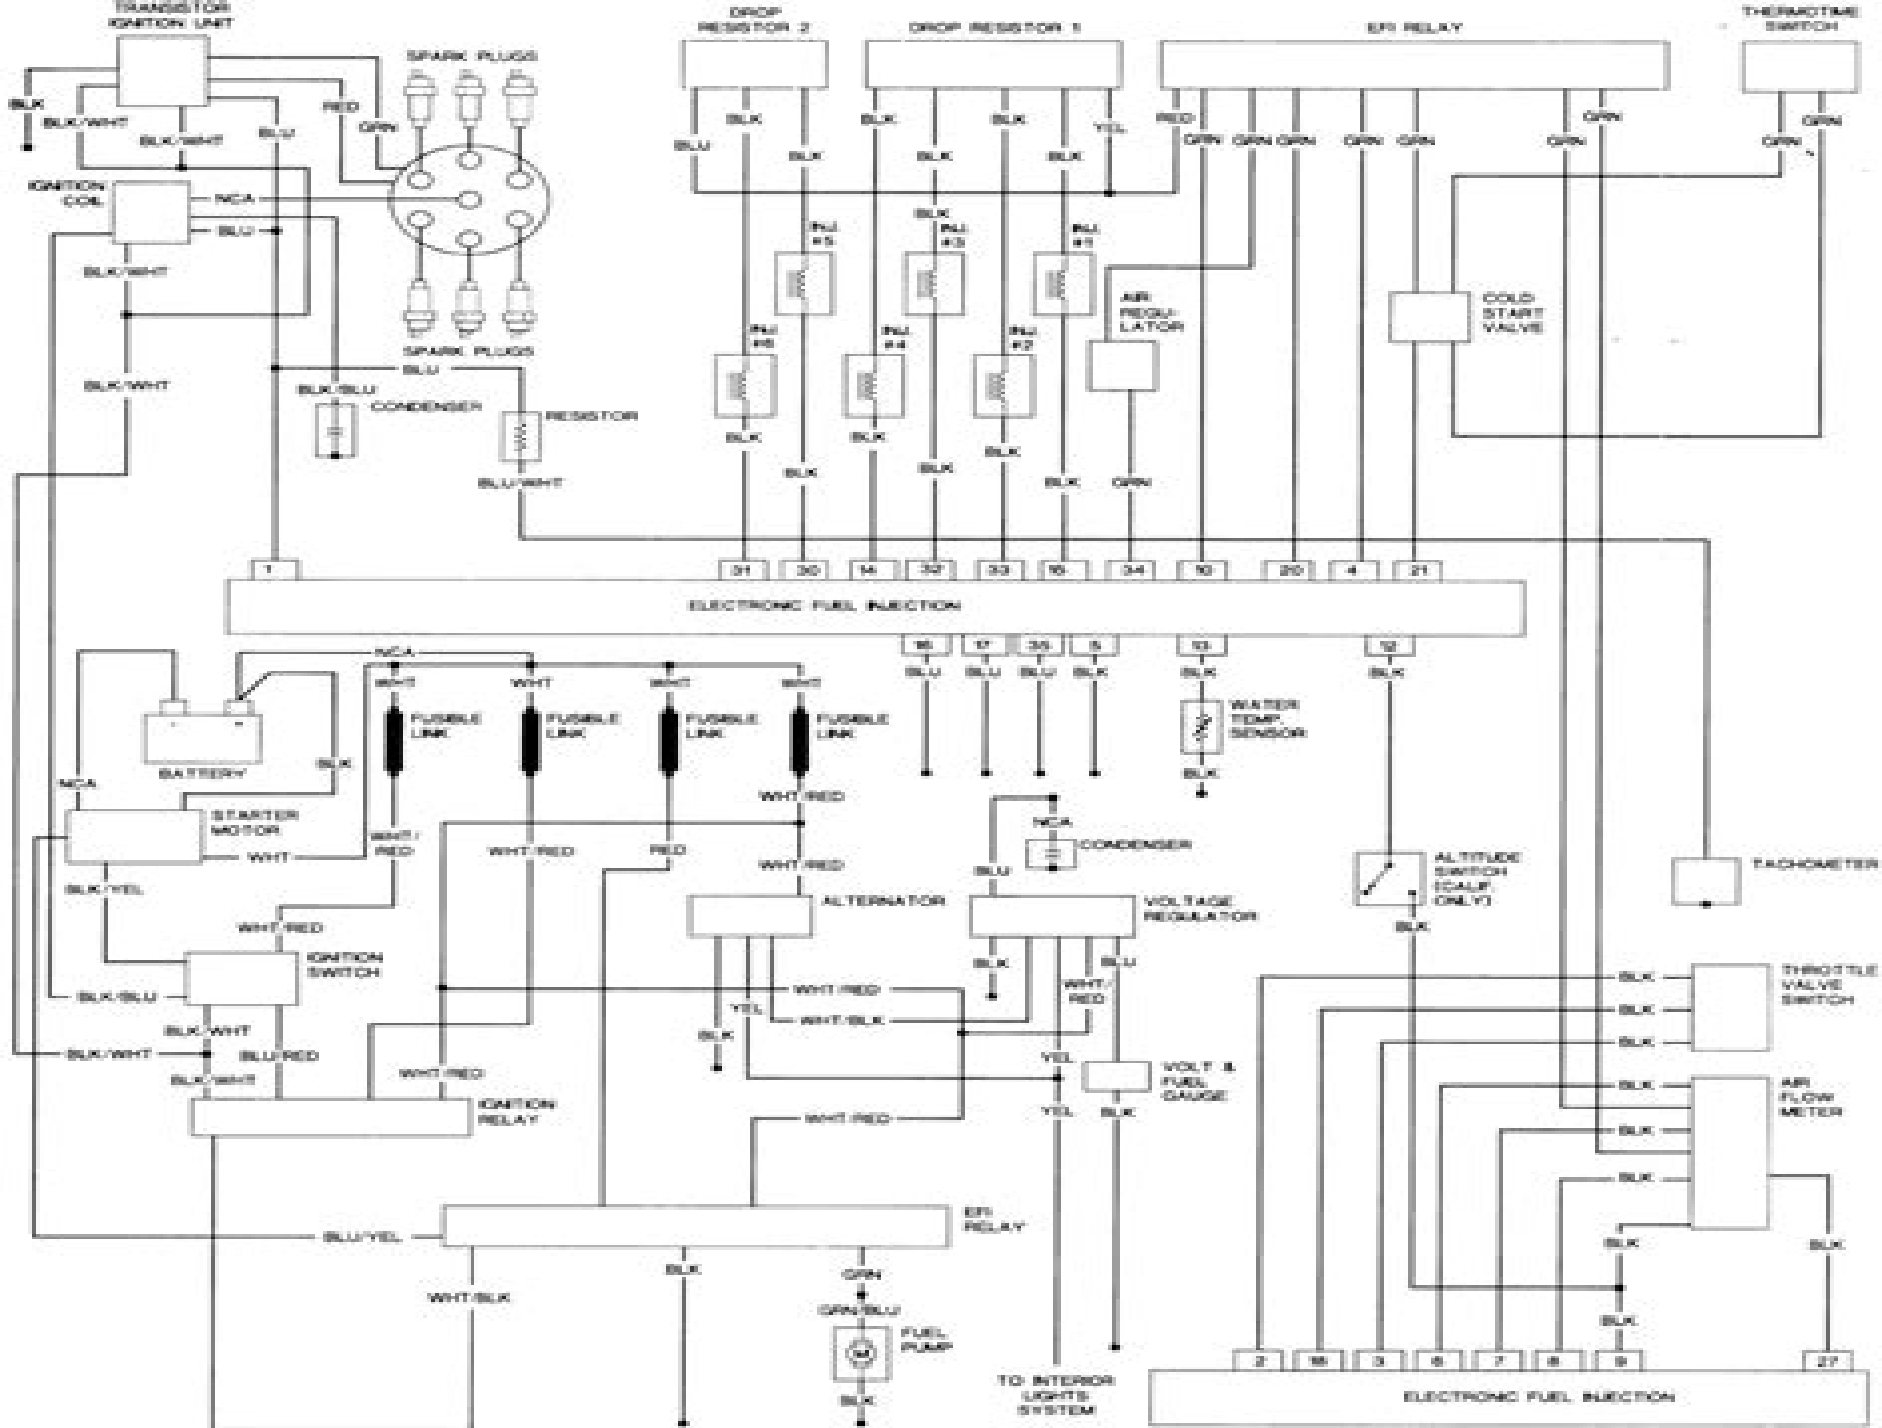 TRANSISTOR
IGNITION UNIT
DROP
RESISTOR 2
DROP RESISTOR 1
EFI RELAY
THERMOTIME
SWITCH
SPARK PLUGS
BLK
BLK/WHT
BLK/WHT
BLU
RED
GRN
BLU
BLK
BLK
BLK
BLK
BLK
BLK
YEL
RED
GRN
GRN
GRN
GRN
GRN
GRN
GRN
GRN
GRN
IGNITION
COIL
NCA
BLU
BLK
INJ.
#5
INJ.
#3
INJ.
#1
BLK/WHT
AIR
REGU-
LATOR
COLD
START
VALVE
INJ.
#6
INJ.
#4
INJ.
#2
SPARK PLUGS
BLU
BLK/WHT
BLK/BLU
CONDENSER
RESISTOR
BLU/WHT
BLK
BLK
BLK
BLK
BLK
BLK
GRN
1
31
30
14
32
33
15
34
10
20
4
21
ELECTRONIC FUEL INJECTION
16
17
35
5
13
12
BLU
BLU
BLU
BLK
BLK
BLK
NCA
WHT
WHT
WHT
WHT
FUSIBLE
LINK
FUSIBLE
LINK
FUSIBLE
LINK
FUSIBLE
LINK
WATER
TEMP.
SENSOR
BLK
BATTERY
BLK
NCA
STARTER
MOTOR
WHT
WHT/
RED
WHT/RED
RED
WHT/RED
WHT/RED
NCA
CONDENSER
BLU
ALTITUDE
SWITCH
(CALIF.
ONLY)
BLK
TACHOMETER
BLK/YEL
WHT/RED
ALTERNATOR
VOLTAGE
REGULATOR
IGNITION
SWITCH
BLK/BLU
BLK/WHT
BLK/WHT
BLU/RED
BLK/WHT
WHT/RED
WHT/RED
YEL
WHT/BLK
BLK
BLK
WHT/
RED
BLU
YEL
VOLT &
FUEL
GAUGE
YEL
BLK
BLK
BLK
BLK
THROTTLE
VALVE
SWITCH
BLK
BLK
BLK
AIR
FLOW
METER
IGNITION
RELAY
WHT/RED
EFI
RELAY
BLU/YEL
WHT/BLK
BLK
GRN
GRN/BLU
FUEL
PUMP
M
BLK
BLK
BLK
BLK
TO INTERIOR
LIGHTS
SYSTEM
2
18
3
6
7
8
9
27
ELECTRONIC FUEL INJECTION